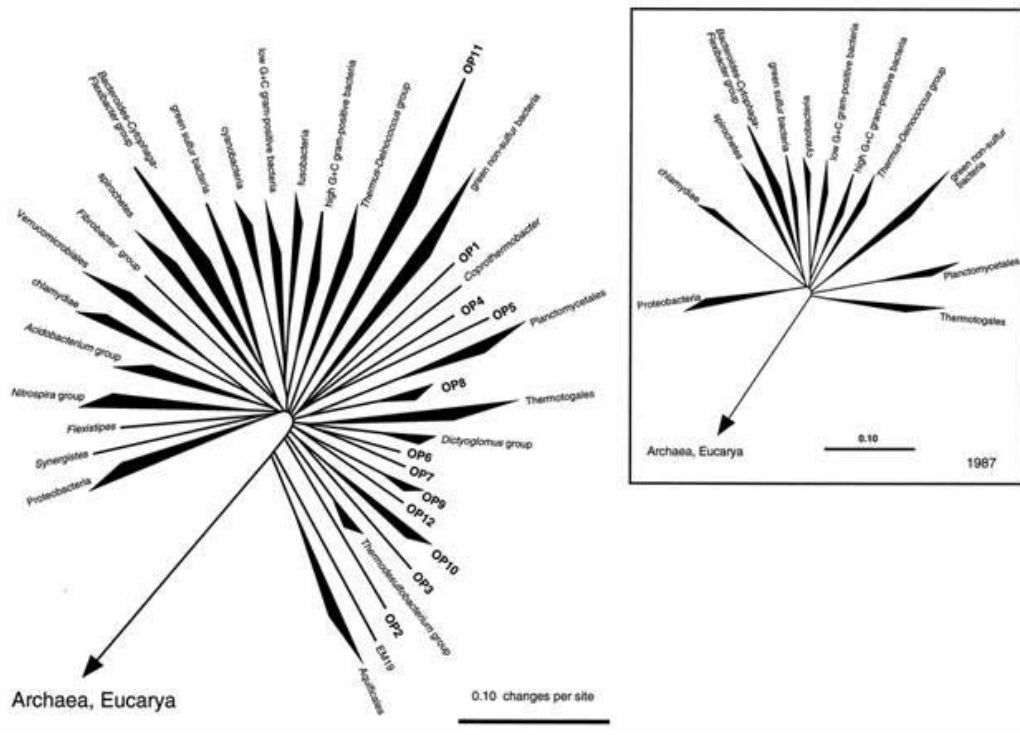 Verrucomicrobiales
chlamydiae
Acidobacterium group
Nitrospira group
Flexistipes
Synergistes
Proteobacteria
Fibrobacter group
spirochetes
Bacteroides-Cytophaga-
Flexibacter group
green sulfur bacteria
cyanobacteria
low G+C gram-positive bacteria
fusobacteria
high G+C gram-positive bacteria
Thermus-Deinococcus group
OP11
green non-sulfur bacteria
OP1
Coprothermobacter
OP4
OP5
Planctomycetales
OP8
Thermotogales
Dictyoglomus group
OP6
OP7
OP9
OP12
OP10
Thermodesulfobacterium group
OP3
OP2
EM19
Aquificales
Archaea, Eucarya
0.10 changes per site
Proteobacteria
chlamydiae
spirochetes
Bacteroides-Cytophaga-
Flexibacter group
green sulfur bacteria
cyanobacteria
low G+C gram-positive bacteria
high G+C gram-positive bacteria
Thermus-Deinococcus group
green non-sulfur
bacteria
Planctomycetales
Thermotogales
Archaea, Eucarya
0.10
1987